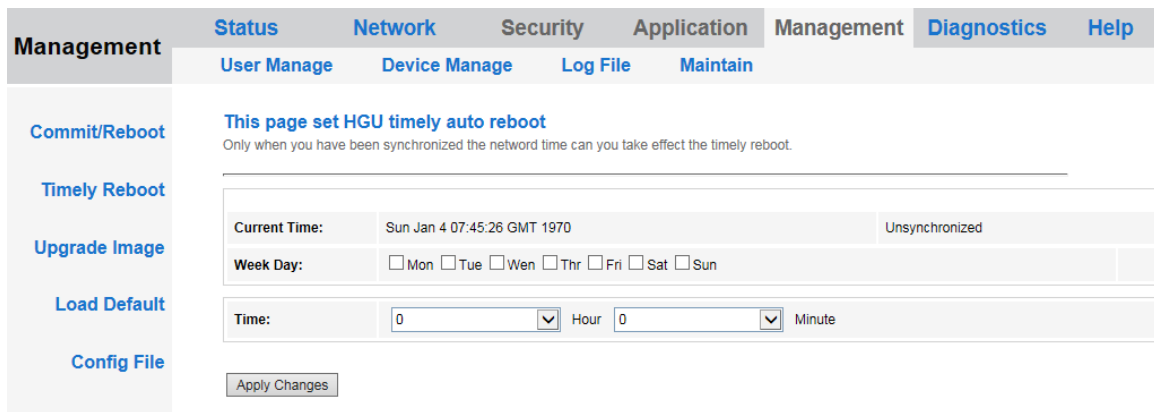 Management
Status Network Security Application Management Diagnostics Help
User Manage Device Manage Log File Maintain
Commit/Reboot
Timely Reboot
Upgrade Image
Load Default
Config File
This page set HGU timely auto reboot
Only when you have been synchronized the netword time can you take effect the timely reboot.
Current Time: Sun Jan 4 07:45:26 GMT 1970 Unsynchronized
Week Day: Mon Tue Wen Thr Fri Sat Sun
Time: 0 Hour 0 Minute
Apply Changes